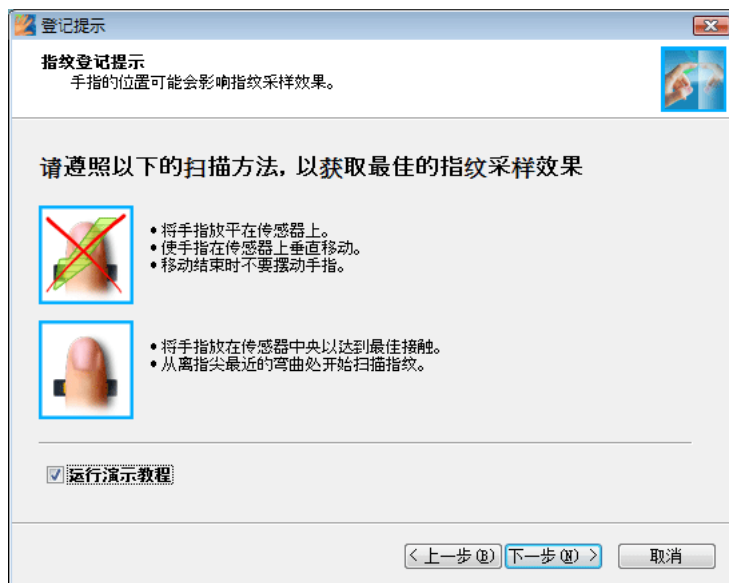 登记提示
指纹登记提示
手指的位置可能会影响指纹采样效果。
请遵照以下的扫描方法, 以获取最佳的指纹采样效果
• 将手指放平在传感器上。
• 使手指在传感器上垂直移动。
• 移动结束时不要摆动手指。
• 将手指放在传感器中央以达到最佳接触。
• 从离指尖最近的弯曲处开始扫描指纹。
运行演示教程
< 上一步(B) 下一步(N) > 取消